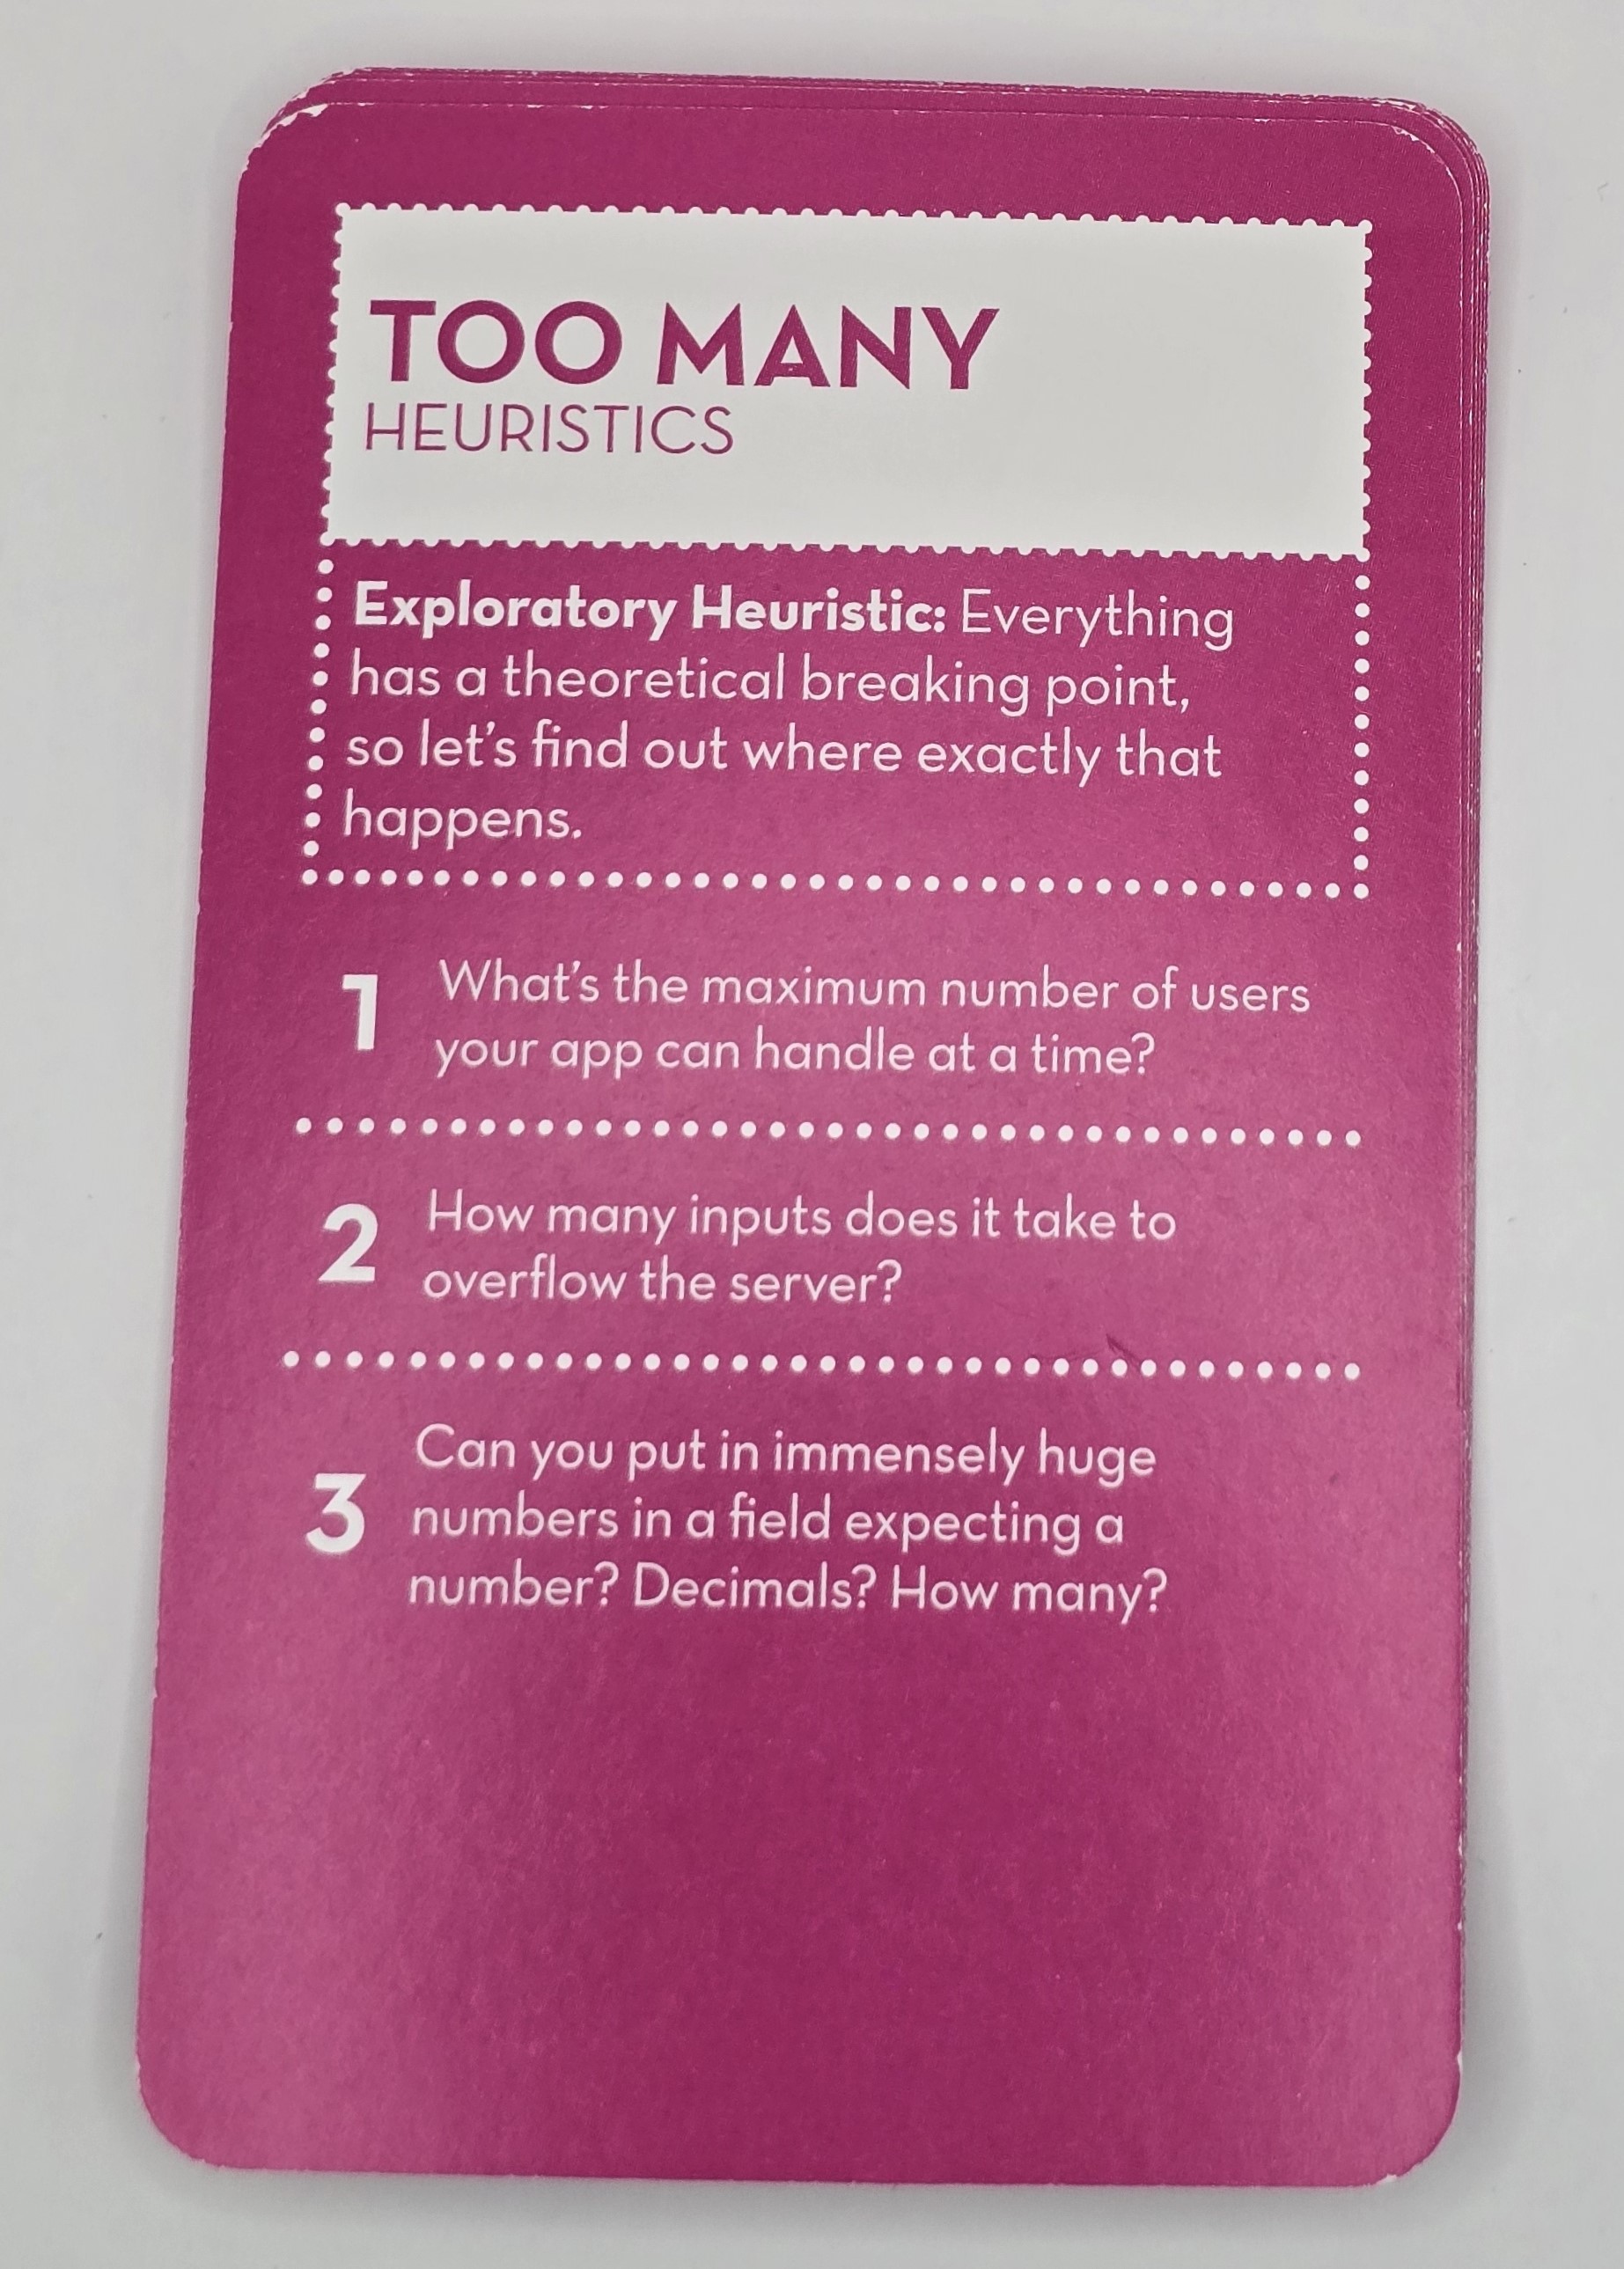 TOO MANY
HEURISTICS
Exploratory Heuristic: Everything
has a theoretical breaking point,
so let’s find out where exactly that
happens.
1 What’s the maximum number of users
your app can handle at a time?
2 How many inputs does it take to
overflow the server?
3 Can you put in immensely huge
numbers in a field expecting a
number? Decimals? How many?